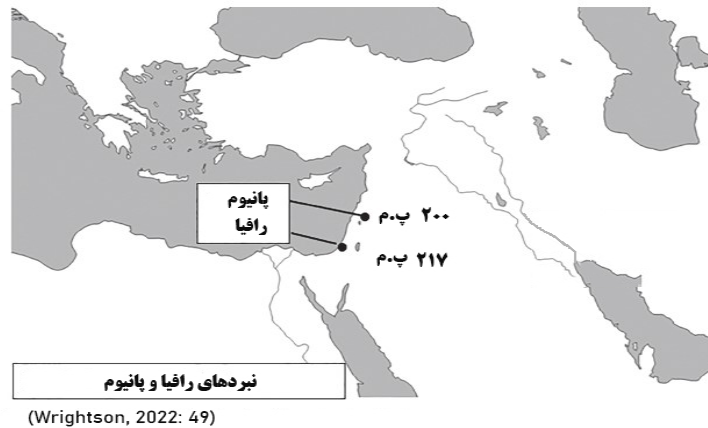 پانیوم
رافیا
۲۰۰ پ.م
۲۱۷ پ.م
نبردهای رافیا و پانیوم
(Wrightson, 2022: 49)